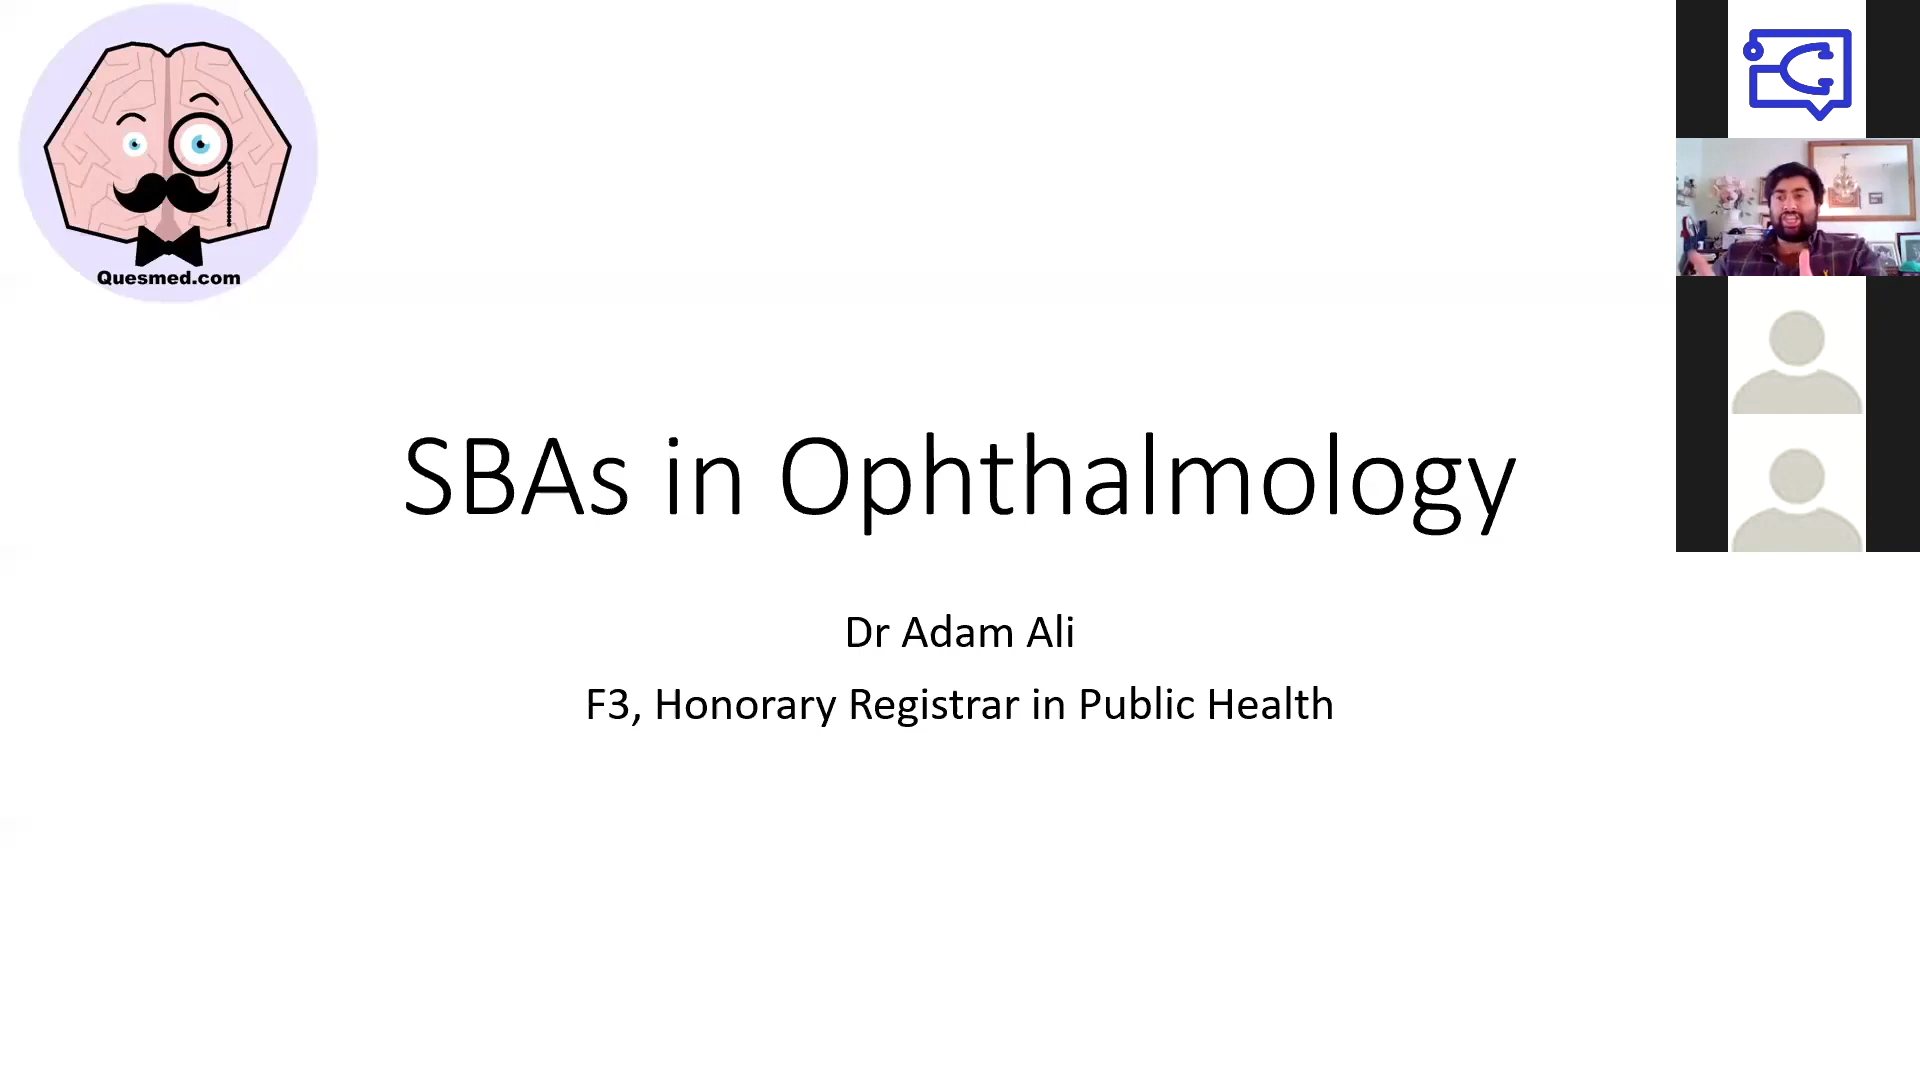 Quesmed.com
SBAs in Ophthalmology
Dr Adam Ali
F3, Honorary Registrar in Public Health